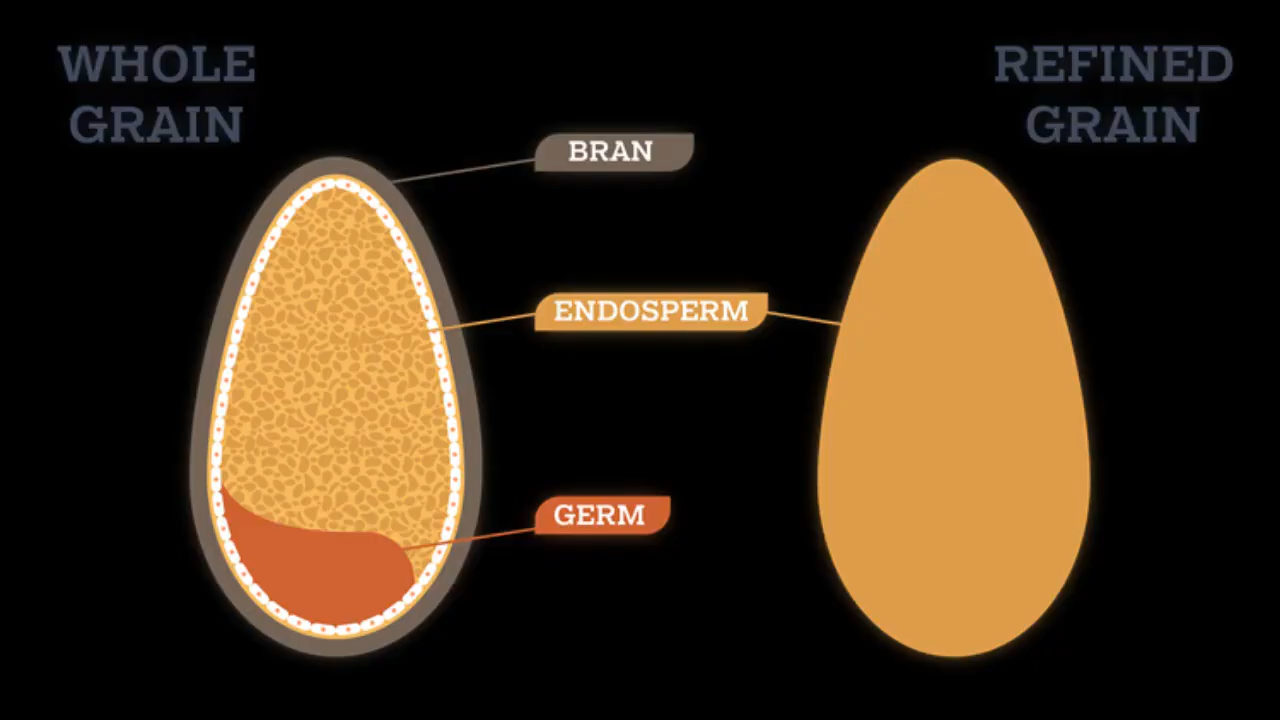 WHOLE
GRAIN
REFINED
GRAIN
BRAN
ENDOSPERM
GERM